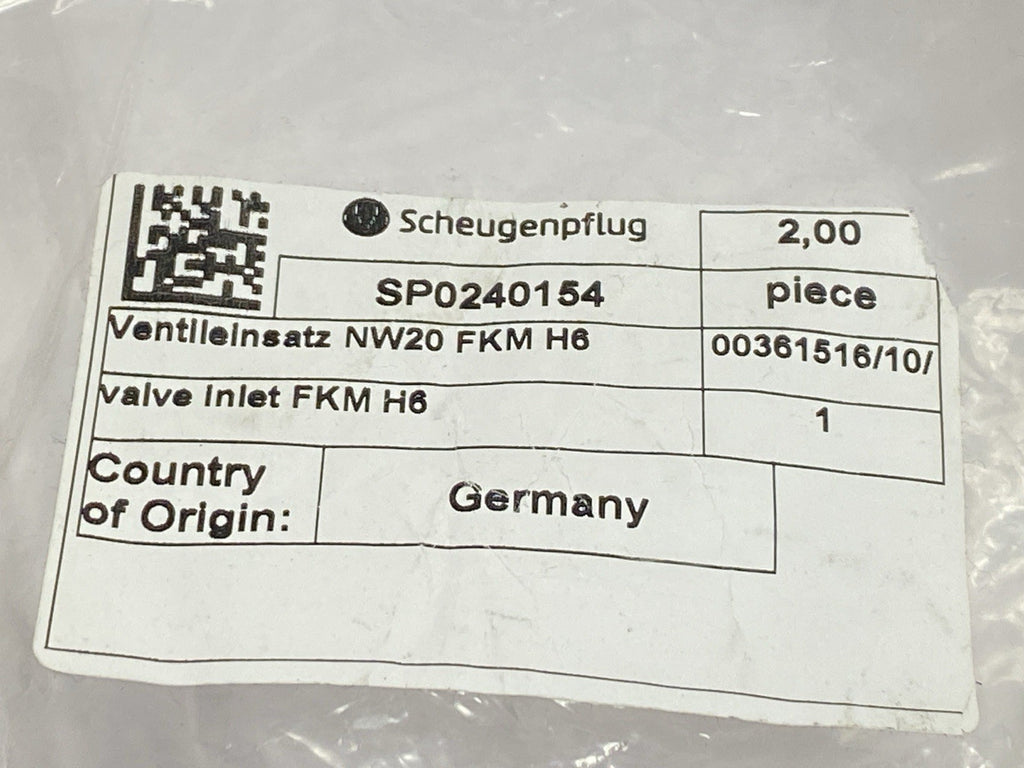 Scheugenpflug
2,00
SP0240154
piece
Ventileinsatz NW20 FKM H6
00361516/10/
valve inlet FKM H6
1
Country
of Origin:
Germany